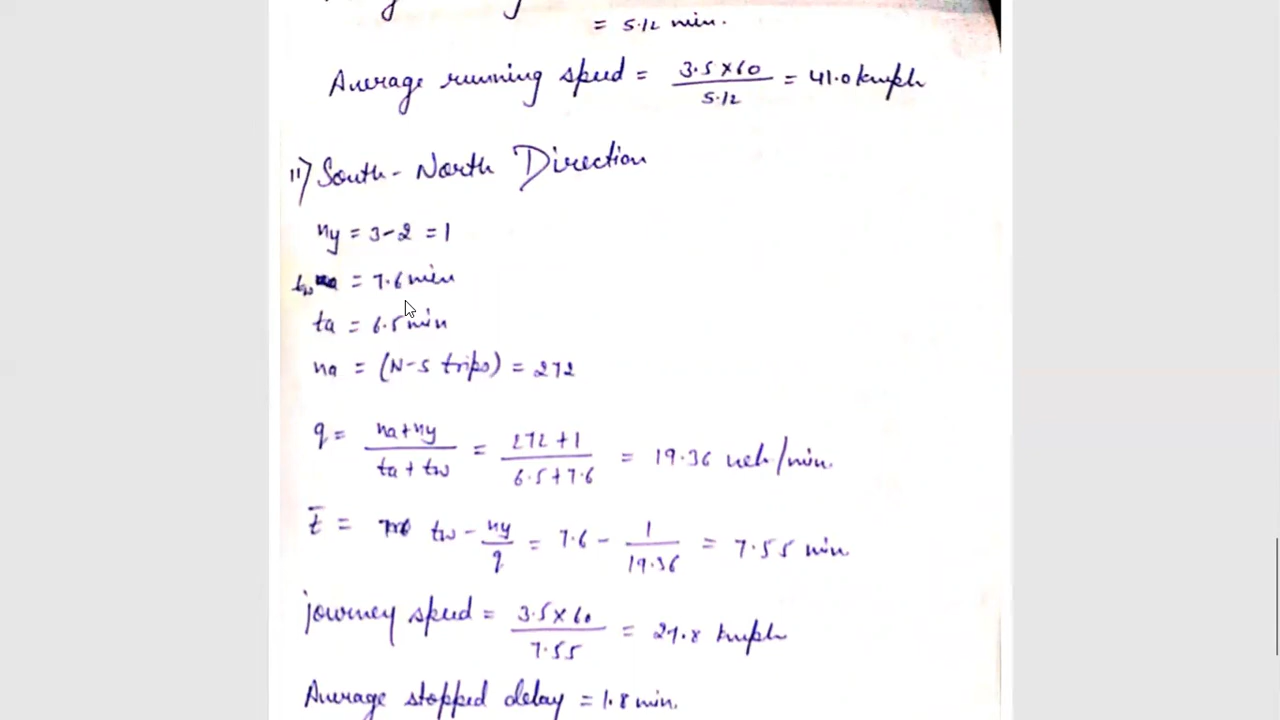 = 5.12 min.
Average running speed = 3.5×60 / 5.12 = 41.0 kmph
11) South - North Direction
ny = 3-2 = 1
tw = 7.6 min
ta = 6.5 min
na = (N-S trips) = 272
q = na+ny / ta+tw = 272+1 / 6.5+7.6 = 19.36 veh/min.
t̄ = tw - ny/q = 7.6 - 1/19.36 = 7.55 min
journey speed = 3.5×60 / 7.55 = 27.8 kmph
Average stopped delay = 1.8 min.